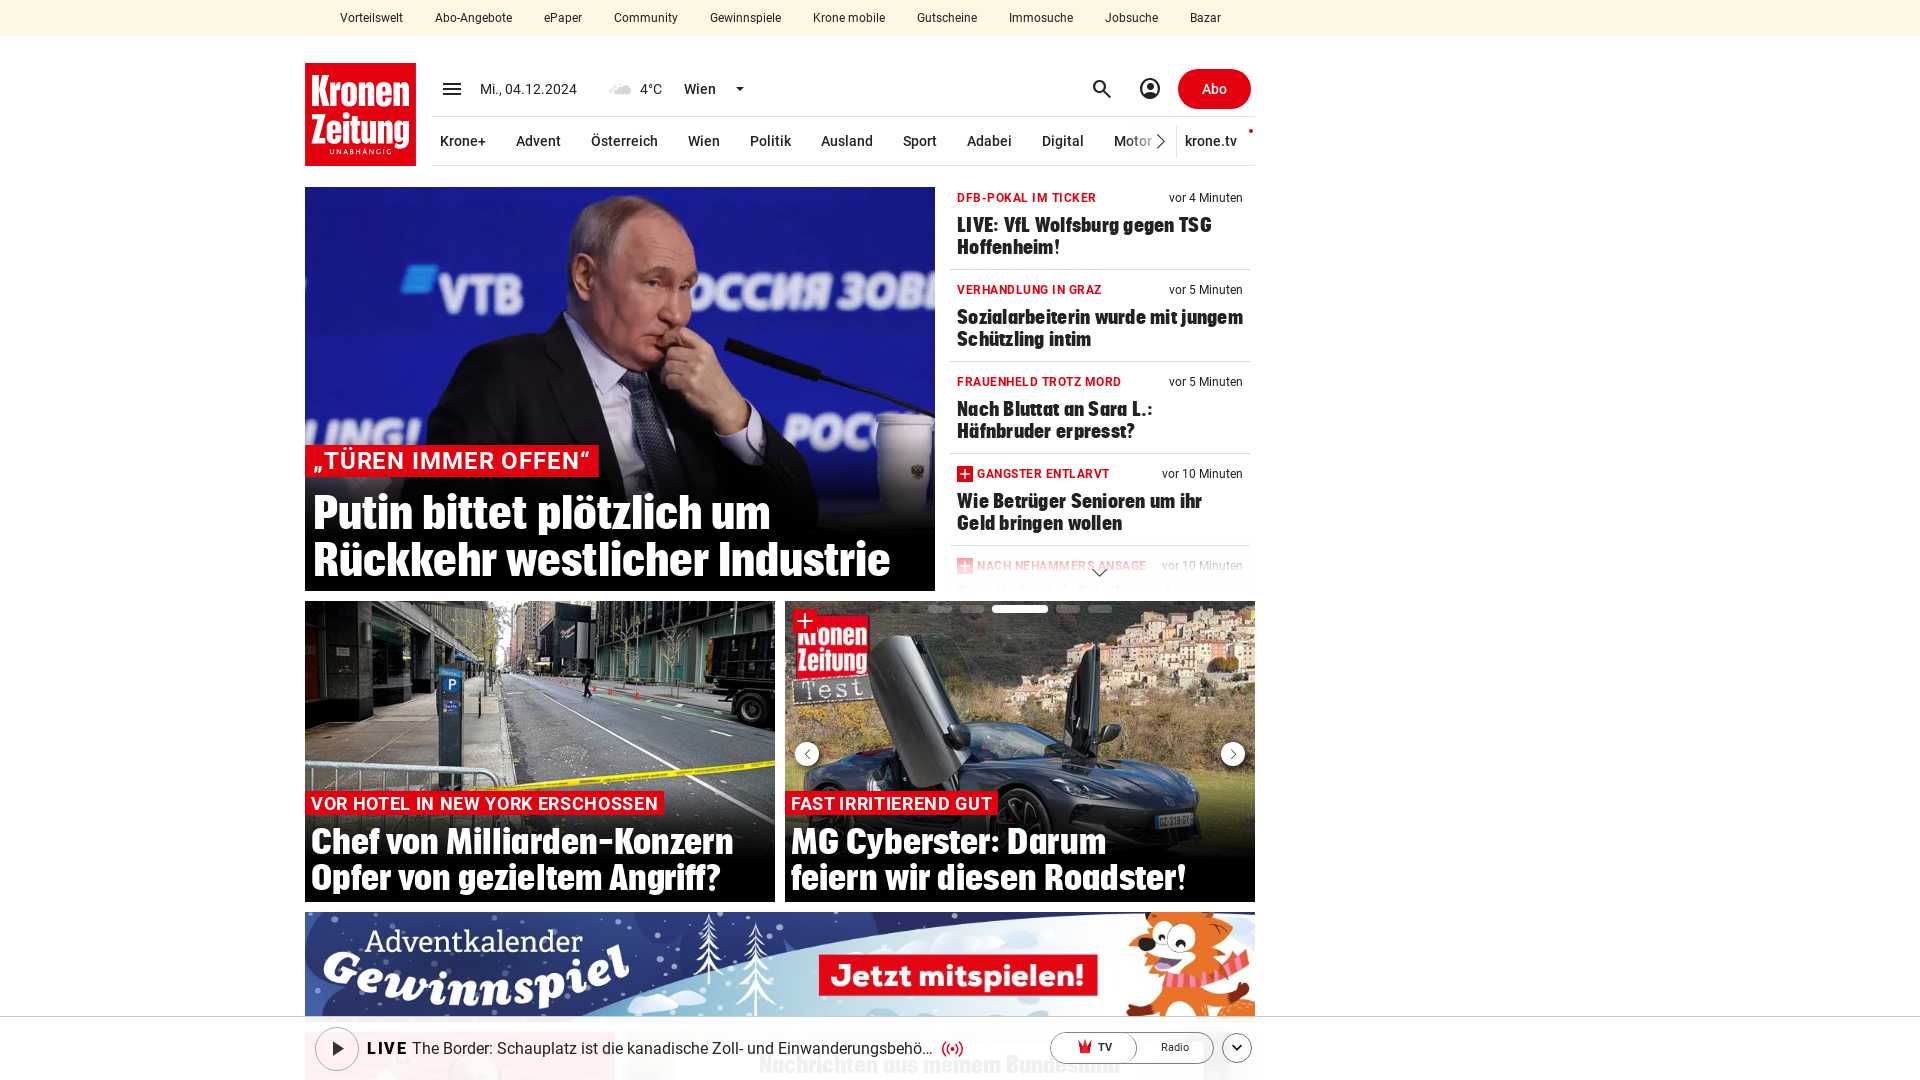 Vorteilswelt Abo-Angebote ePaper Community Gewinnspiele Krone mobile Gutscheine Immosuche Jobsuche Bazar
Kronen
Zeitung
UNABHÄNGIG
Mi., 04.12.2024 4°C Wien
Abo
Krone+ Advent Österreich Wien Politik Ausland Sport Adabei Digital Motor krone.tv
VTB
РОССИЯ ЗОВЕ
LING!
РОСС
„TÜREN IMMER OFFEN“
Putin bittet plötzlich um
Rückkehr westlicher Industrie
DFB-POKAL IM TICKER vor 4 Minuten
LIVE: VfL Wolfsburg gegen TSG
Hoffenheim!
VERHANDLUNG IN GRAZ vor 5 Minuten
Sozialarbeiterin wurde mit jungem
Schützling intim
FRAUENHELD TROTZ MORD vor 5 Minuten
Nach Bluttat an Sara L.:
Häfnbruder erpresst?
GANGSTER ENTLARVT vor 10 Minuten
Wie Betrüger Senioren um ihr
Geld bringen wollen
NACH NEHAMMERS ANSAGE vor 10 Minuten
P
VOR HOTEL IN NEW YORK ERSCHOSSEN
Chef von Milliarden-Konzern
Opfer von gezieltem Angriff?
Kronen
Zeitung
Test
FAST IRRITIEREND GUT
MG Cyberster: Darum
feiern wir diesen Roadster!
Adventkalender
Gewinnspiel
Jetzt mitspielen!
LIVE The Border: Schauplatz ist die kanadische Zoll- und Einwanderungsbehö...
TV Radio
Nachrichten aus meinem Bundesland